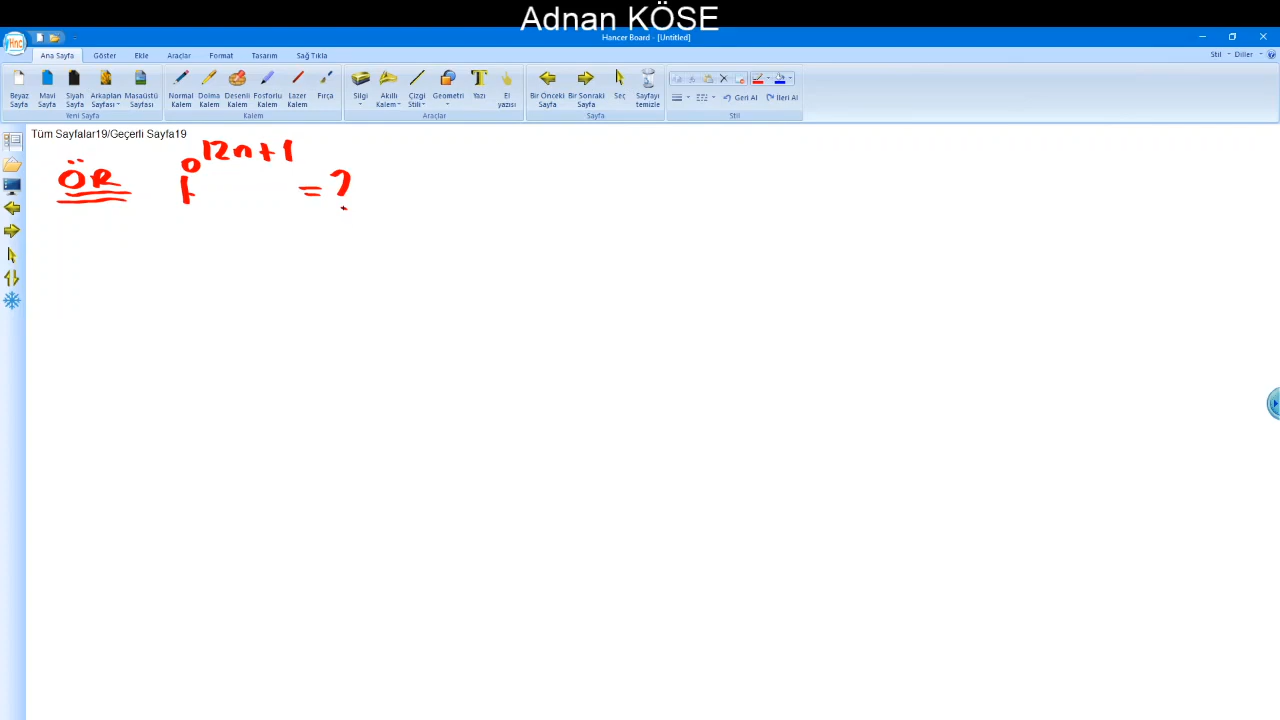 Adnan KÖSE
Hancer Board - [Untitled]
Hnc
Ana Sayfa Göster Ekle Araçlar Format Tasarım Sağ Tıkla Stil Diller
Beyaz Sayfa Mavi Sayfa Siyah Sayfa Arkaplan Sayfası Masaüstü Sayfası Normal Kalem Dolma Kalem Desenli Kalem Fosforlu Kalem Lazer Kalem Fırça Silgi Akıllı Kalem Çizgi Stili Geometri Yazı El yazısı Bir Önceki Sayfa Bir Sonraki Sayfa Seç Sayfayı temizle Geri Al İleri Al
Yeni Sayfa Kalem Araçlar Sayfa Stil
Tüm Sayfalar19/Geçerli Sayfa19
ÖR i^12n+1 = ?